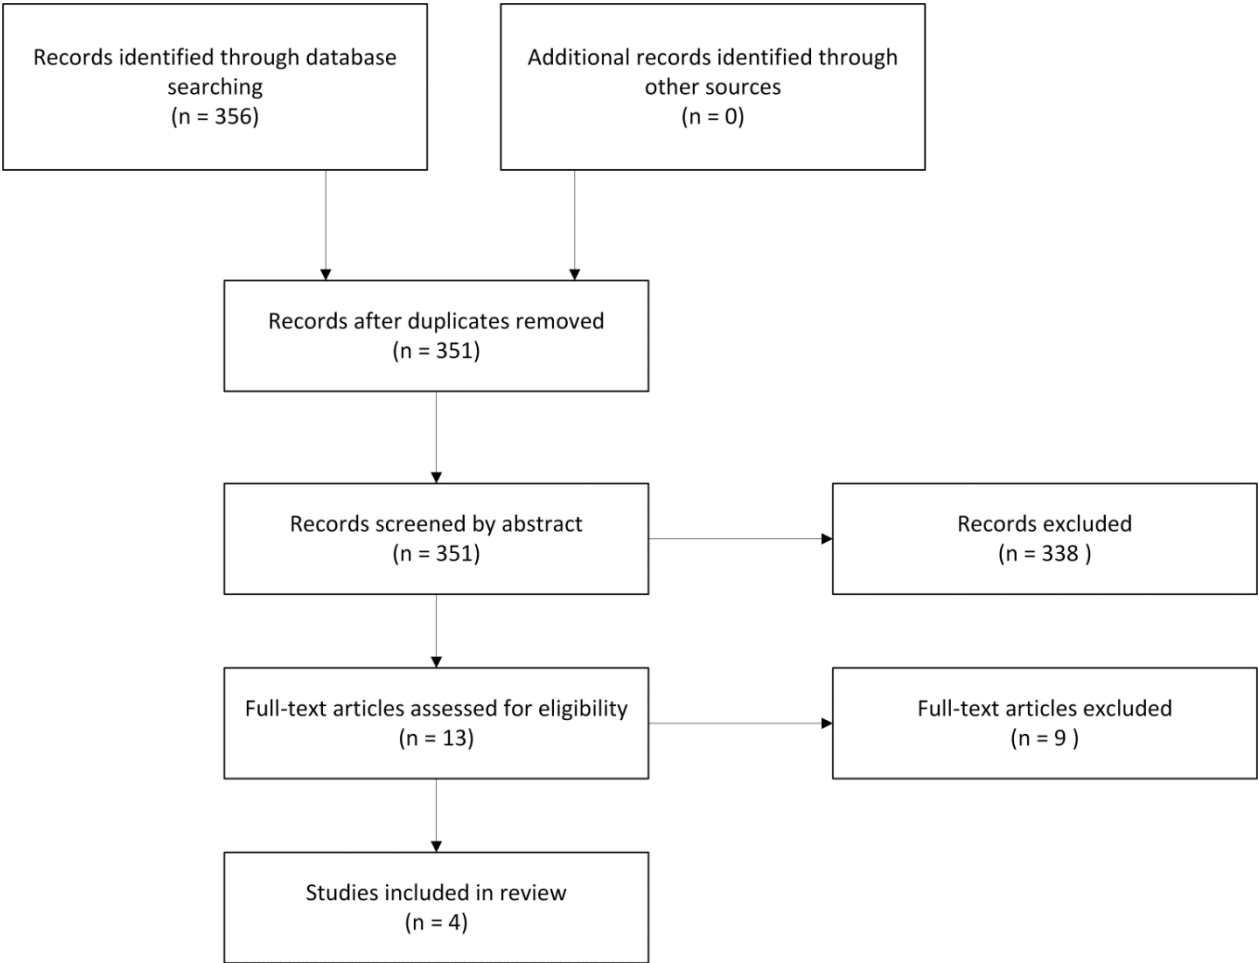 Records identified through database
searching
(n = 356)
Additional records identified through
other sources
(n = 0)
Records after duplicates removed
(n = 351)
Records screened by abstract
(n = 351)
Records excluded
(n = 338 )
Full-text articles assessed for eligibility
(n = 13)
Full-text articles excluded
(n = 9 )
Studies included in review
(n = 4)